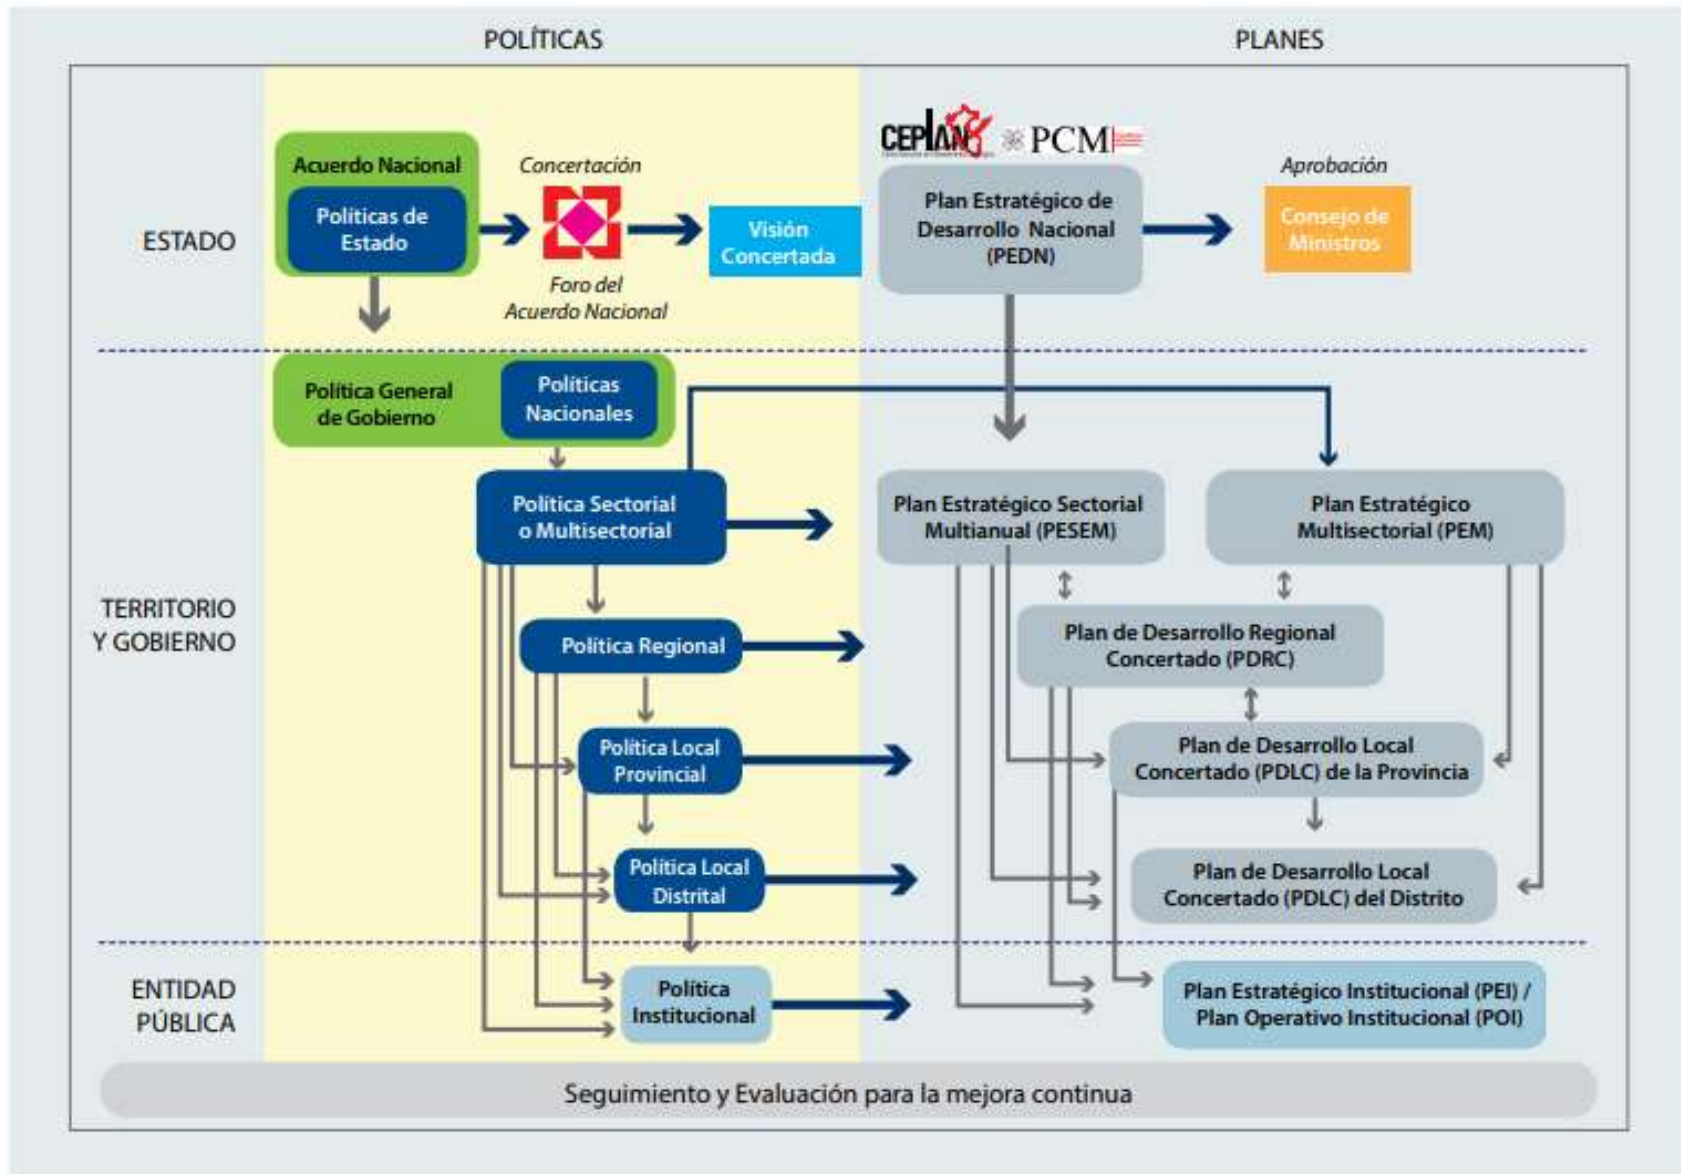 POLÍTICAS
PLANES
ESTADO
Acuerdo Nacional
Políticas de
Estado
Concertación
Foro del
Acuerdo Nacional
Visión
Concertada
CEPLAN
PCM
Plan Estratégico de
Desarrollo Nacional
(PEDN)
Aprobación
Consejo de
Ministros
TERRITORIO
Y GOBIERNO
Política General
de Gobierno
Políticas
Nacionales
Política Sectorial
o Multisectorial
Plan Estratégico Sectorial
Multianual (PESEM)
Plan Estratégico
Multisectorial (PEM)
Política Regional
Plan de Desarrollo Regional
Concertado (PDRC)
Política Local
Provincial
Plan de Desarrollo Local
Concertado (PDLC) de la Provincia
Política Local
Distrital
Plan de Desarrollo Local
Concertado (PDLC) del Distrito
ENTIDAD
PÚBLICA
Política
Institucional
Plan Estratégico Institucional (PEI) /
Plan Operativo Institucional (POI)
Seguimiento y Evaluación para la mejora continua